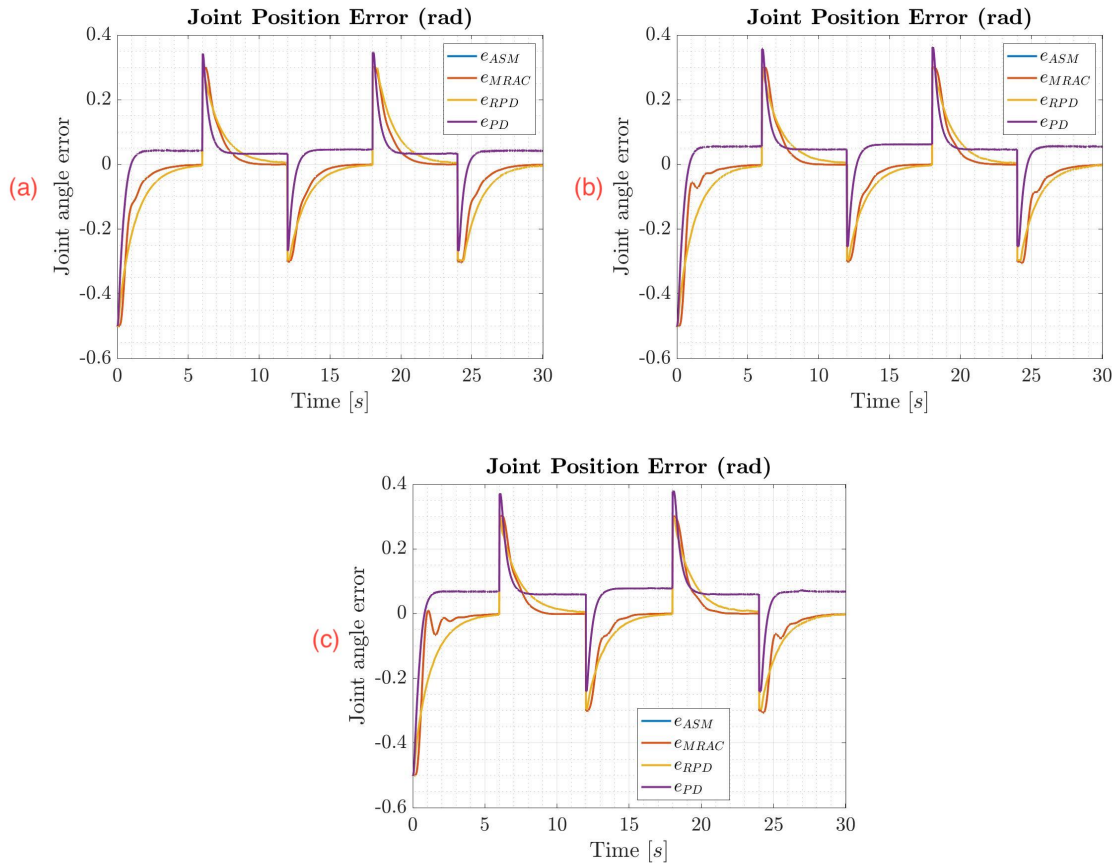 Joint Position Error (rad)
0.4
0.2
0
-0.2
-0.4
-0.6
Joint angle error
0 5 10 15 20 25 30
Time [s]
e_ASM
e_MRAC
e_RPD
e_PD
(a)
Joint Position Error (rad)
0.4
0.2
0
-0.2
-0.4
-0.6
Joint angle error
0 5 10 15 20 25 30
Time [s]
e_ASM
e_MRAC
e_RPD
e_PD
(b)
Joint Position Error (rad)
0.4
0.2
0
-0.2
-0.4
-0.6
Joint angle error
0 5 10 15 20 25 30
Time [s]
e_ASM
e_MRAC
e_RPD
e_PD
(c)